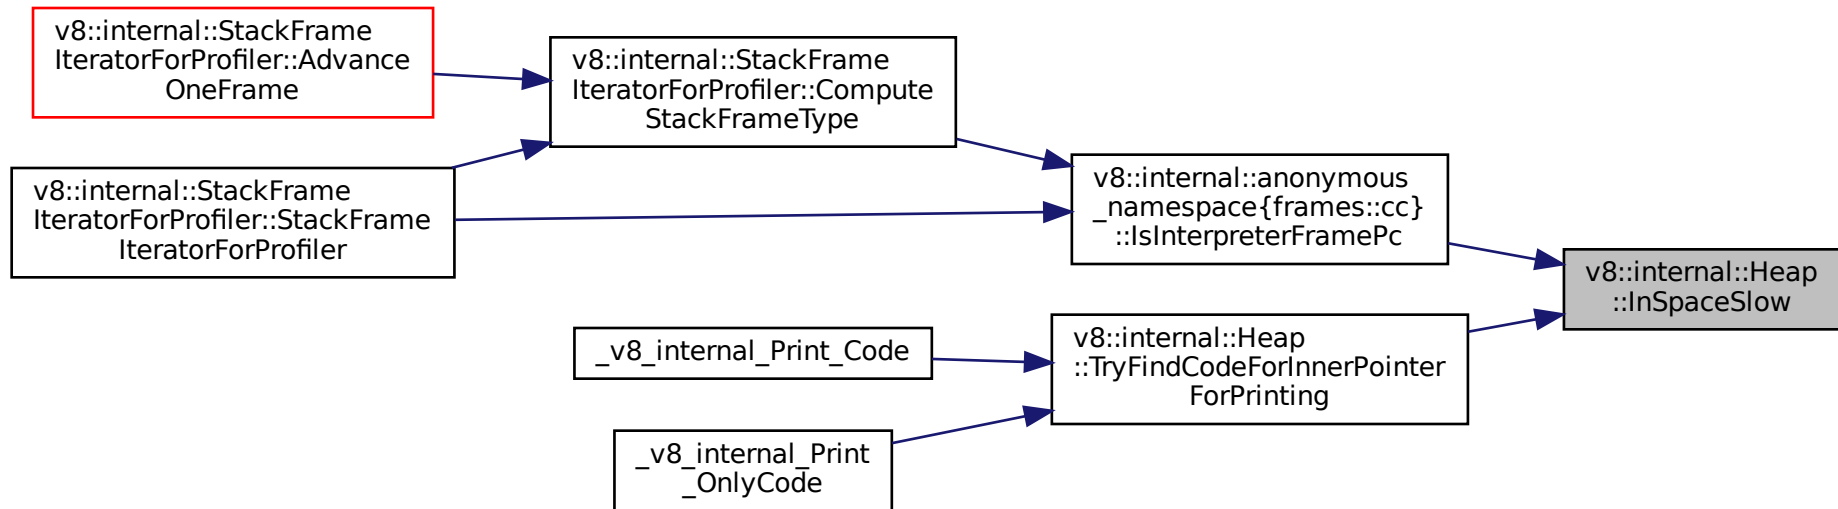 v8::internal::StackFrame
IteratorForProfiler::Advance
OneFrame
v8::internal::StackFrame
IteratorForProfiler::Compute
StackFrameType
v8::internal::StackFrame
IteratorForProfiler::StackFrame
IteratorForProfiler
v8::internal::anonymous
_namespace{frames::cc}
::IsInterpreterFramePc
v8::internal::Heap
::InSpaceSlow
_v8_internal_Print_Code
v8::internal::Heap
::TryFindCodeForInnerPointer
ForPrinting
_v8_internal_Print
_OnlyCode